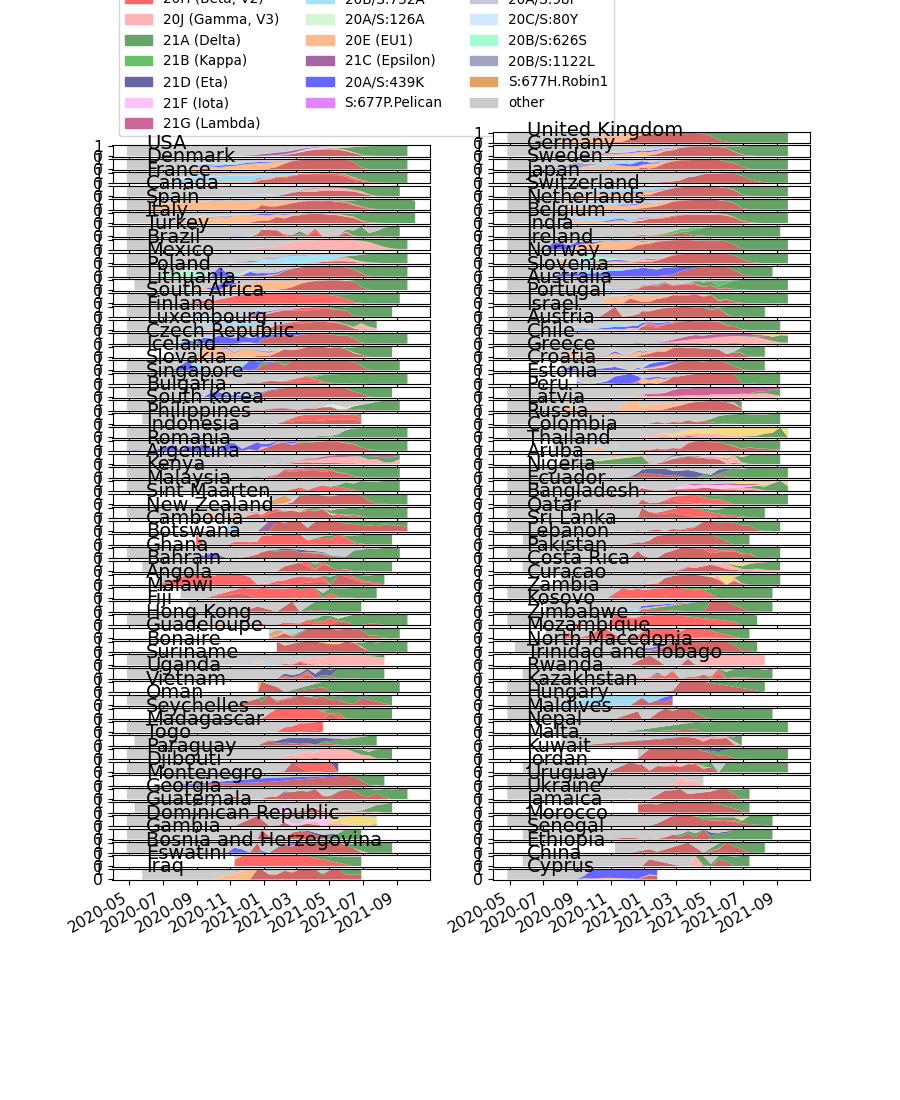 20H (Beta, V2)
20J (Gamma, V3)
21A (Delta)
21B (Kappa)
21D (Eta)
21F (Iota)
21G (Lambda)
20B/S:732A
20A/S:126A
20E (EU1)
21C (Epsilon)
20A/S:439K
S:677P.Pelican
20A/S:98F
20C/S:80Y
20B/S:626S
20B/S:1122L
S:677H.Robin1
other
USA
Denmark
France
Canada
Spain
Italy
Turkey
Brazil
Mexico
Poland
Lithuania
South Africa
Finland
Luxembourg
Czech Republic
Iceland
Slovakia
Singapore
Bulgaria
South Korea
Philippines
Indonesia
Romania
Argentina
Kenya
Malaysia
Sint Maarten
New Zealand
Cambodia
Botswana
Ghana
Bahrain
Angola
Malawi
Fiji
Hong Kong
Guadeloupe
Bonaire
Suriname
Uganda
Vietnam
Oman
Seychelles
Madagascar
Togo
Paraguay
Djibouti
Montenegro
Georgia
Guatemala
Dominican Republic
Gambia
Bosnia and Herzegovina
Eswatini
Iraq
2020-05
2020-07
2020-09
2020-11
2021-01
2021-03
2021-05
2021-07
2021-09
United Kingdom
Germany
Sweden
Japan
Switzerland
Netherlands
Belgium
India
Ireland
Norway
Slovenia
Australia
Portugal
Israel
Austria
Chile
Greece
Croatia
Estonia
Peru
Latvia
Russia
Colombia
Thailand
Aruba
Nigeria
Ecuador
Bangladesh
Qatar
Sri Lanka
Lebanon
Pakistan
Costa Rica
Curacao
Zambia
Kosovo
Zimbabwe
Mozambique
North Macedonia
Trinidad and Tobago
Rwanda
Kazakhstan
Hungary
Maldives
Nepal
Malta
Kuwait
Jordan
Uruguay
Ukraine
Jamaica
Morocco
Senegal
Ethiopia
China
Cyprus
2020-05
2020-07
2020-09
2020-11
2021-01
2021-03
2021-05
2021-07
2021-09